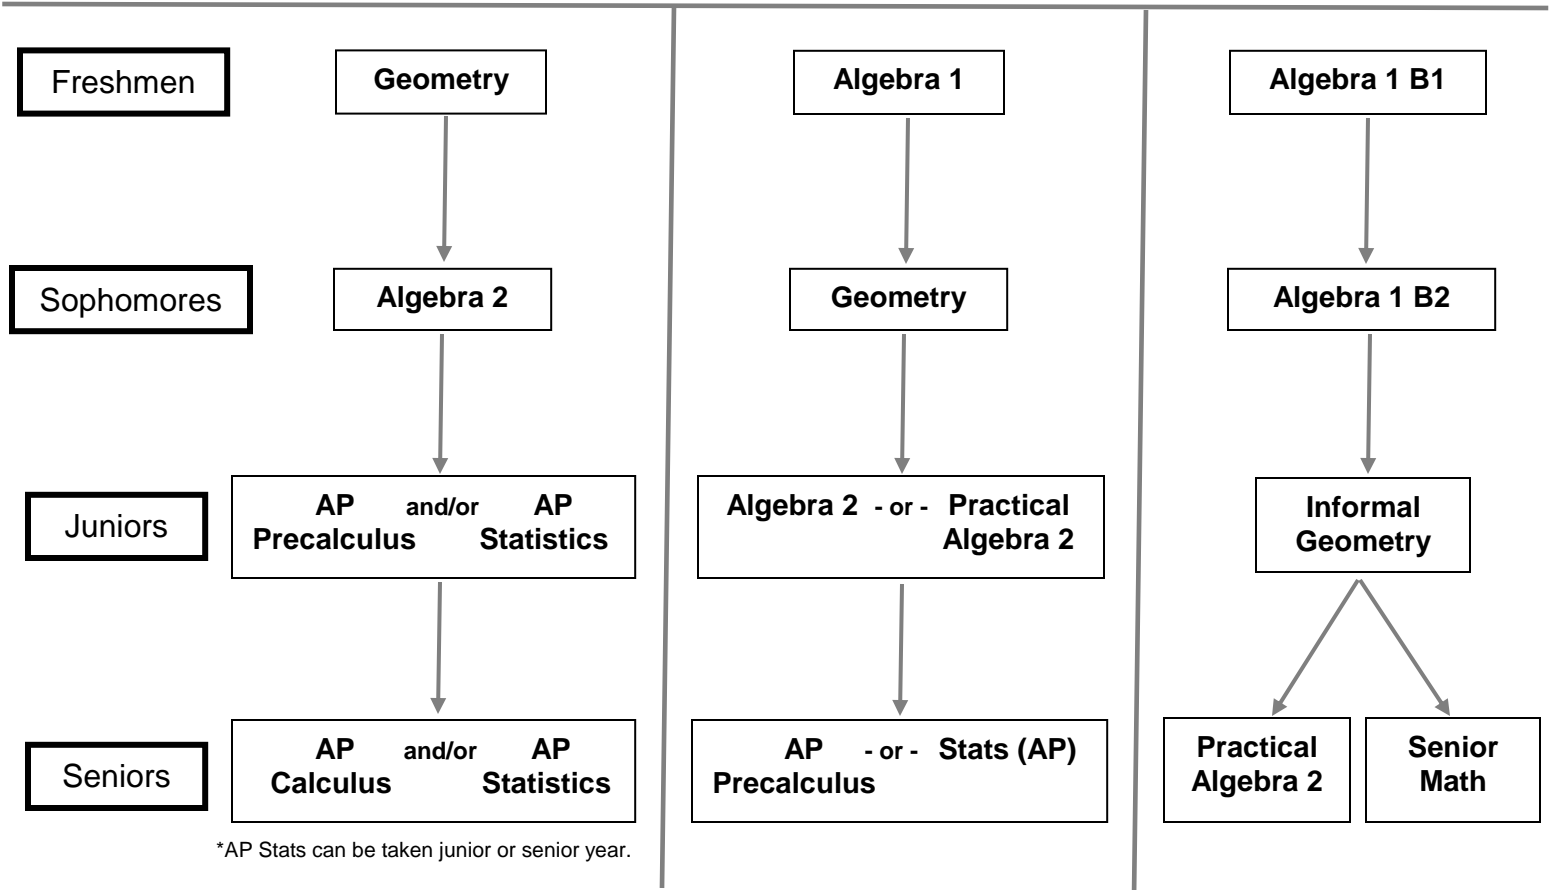 Freshmen
Geometry
Algebra 1
Algebra 1 B1
Sophomores
Algebra 2
Geometry
Algebra 1 B2
Juniors
AP and/or AP
Precalculus Statistics
Algebra 2 - or - Practical
Algebra 2
Informal
Geometry
Seniors
AP and/or AP
Calculus Statistics
AP - or - Stats (AP)
Precalculus
Practical
Algebra 2
Senior
Math
*AP Stats can be taken junior or senior year.